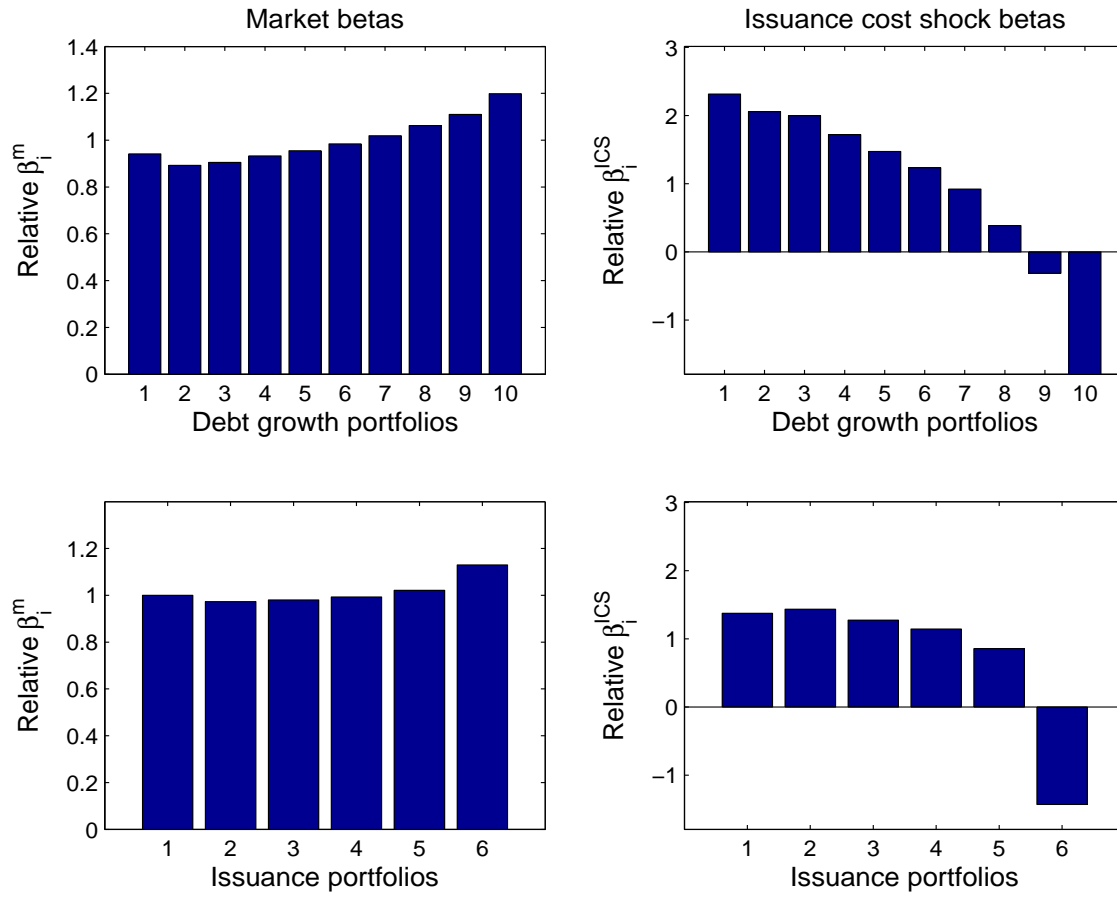 Market betas
1.4
1.2
1
0.8
0.6
0.4
0.2
0
Relative β_i^m
1 2 3 4 5 6 7 8 9 10
Debt growth portfolios
Issuance cost shock betas
3
2
1
0
−1
Relative β_i^ICS
1 2 3 4 5 6 7 8 9 10
Debt growth portfolios
1.2
1
0.8
0.6
0.4
0.2
0
Relative β_i^m
1 2 3 4 5 6
Issuance portfolios
3
2
1
0
−1
Relative β_i^ICS
1 2 3 4 5 6
Issuance portfolios